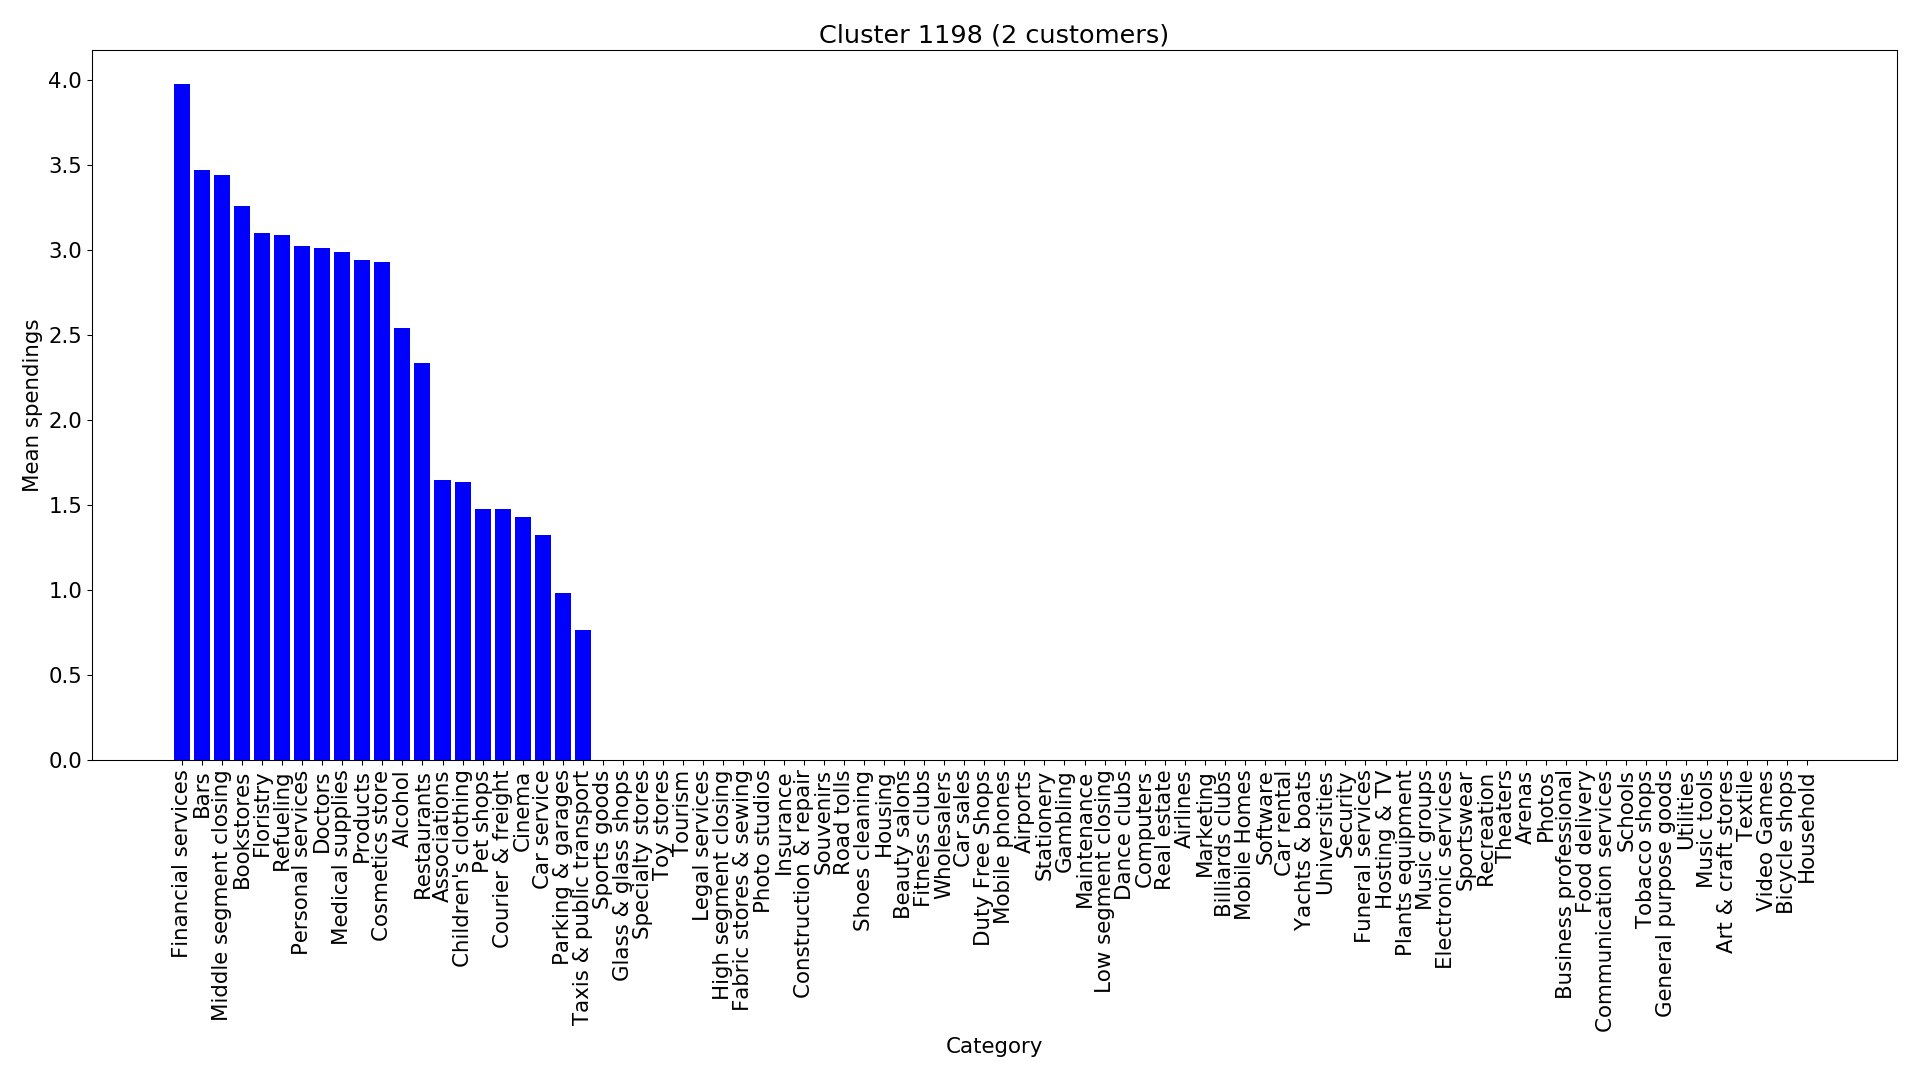 Cluster 1198 (2 customers)
4.0
3.5
3.0
2.5
2.0
1.5
1.0
0.5
0.0
Mean spendings
Financial services
Bars
Middle segment closing
Bookstores
Floristry
Refuelling
Personal services
Doctors
Medical supplies
Products
Cosmetics store
Alcohol
Restaurants
Associations
Children's clothing
Pet shops
Courier & freight
Cinema
Car service
Parking & garages
Taxis & public transport
Sports goods
Glass & glass shops
Specialty stores
Toy stores
Tourism
Legal services
High segment closing
Fabric stores & sewing
Photo studios
Insurance
Construction & repair
Souvenirs
Road tolls
Shoes cleaning
Housing
Beauty salons
Fitness clubs
Wholesalers
Car sales
Duty Free Shops
Mobile phones
Airports
Stationery
Gambling
Maintenance
Low segment closing
Dance clubs
Computers
Real estate
Airlines
Marketing
Billiards clubs
Mobile Homes
Software
Car rental
Yachts & boats
Universities
Security
Funeral services
Hosting & TV
Plants equipment
Music groups
Electronic services
Sportswear
Recreation
Theaters
Arenas
Photos
Business professional
Food delivery
Communication services
Schools
Tobacco shops
General purpose goods
Utilities
Music tools
Art & craft stores
Textile
Video Games
Bicycle shops
Household
Category